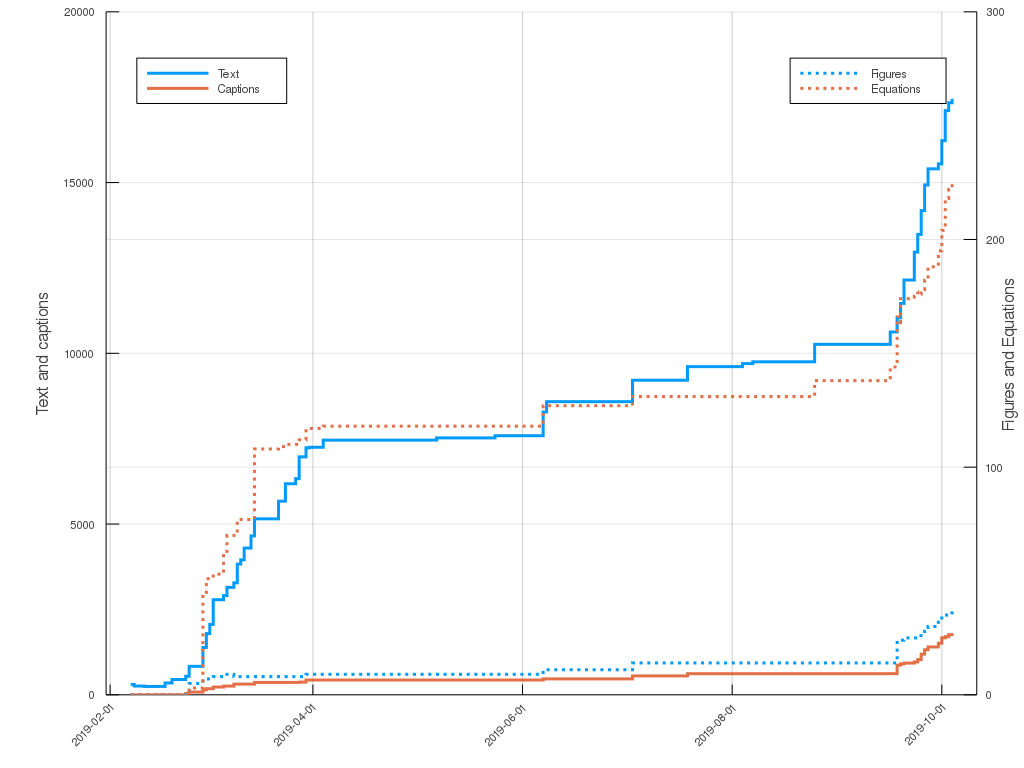 20000
300
Text
Captions
Figures
Equations
15000
200
10000
Text and captions
Figures and Equations
100
5000
0
0
2019-02-01
2019-04-01
2019-06-01
2019-08-01
2019-10-01